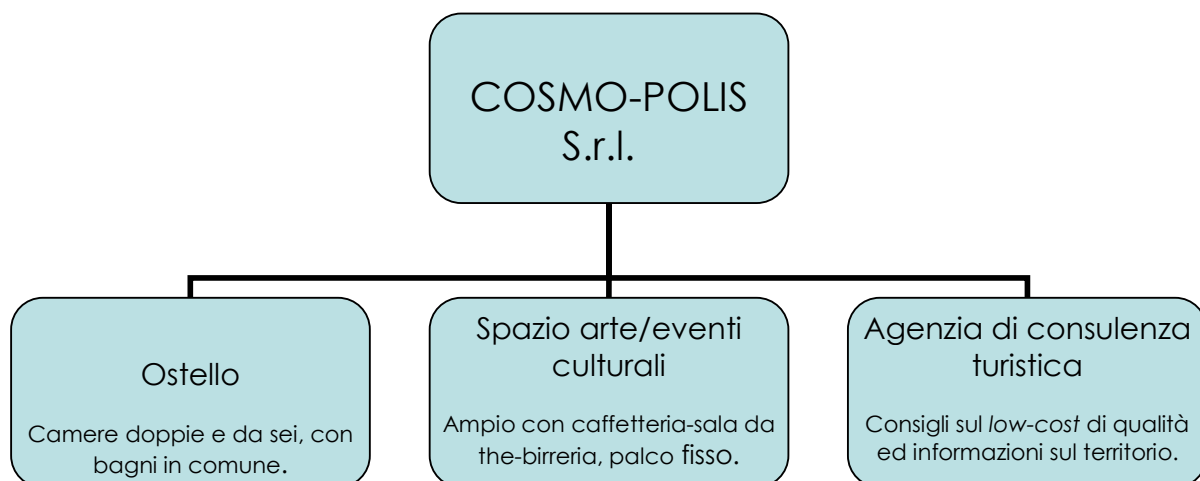 COSMO-POLIS
S.r.l.
Ostello
Camere doppie e da sei, con
bagni in comune.
Spazio arte/eventi
culturali
Ampio con caffetteria-sala da
the-birreria, palco fisso.
Agenzia di consulenza
turistica
Consigli sul low-cost di qualità
ed informazioni sul territorio.